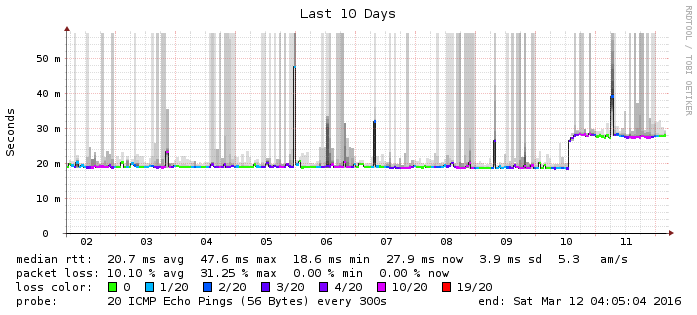 Last 10 Days
RRDTOOL / TOBI OETIKER
Seconds
50 m
40 m
30 m
20 m
10 m
0
02 03 04 05 06 07 08 09 10 11
median rtt: 20.7 ms avg 47.6 ms max 18.6 ms min 27.9 ms now 3.9 ms sd 5.3 am/s
packet loss: 10.10 % avg 31.25 % max 0.00 % min 0.00 % now
loss color: 0 1/20 2/20 3/20 4/20 10/20 19/20
probe: 20 ICMP Echo Pings (56 Bytes) every 300s end: Sat Mar 12 04:05:04 2016